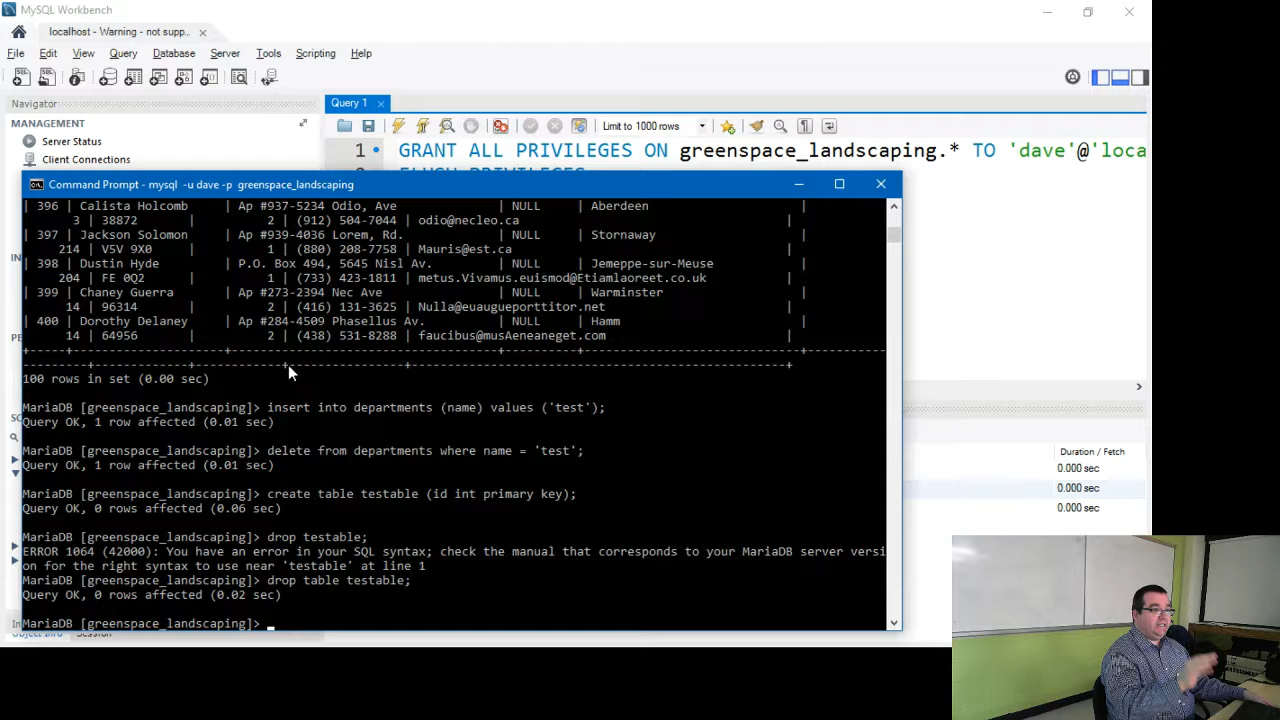 MySQL Workbench
localhost - Warning - not supp...
File Edit View Query Database Server Tools Scripting Help
Navigator
Query 1
MANAGEMENT
Server Status
Limit to 1000 rows
Client Connections
1 GRANT ALL PRIVILEGES ON greenspace_landscaping.* TO 'dave'@'loca
Command Prompt - mysql -u dave -p greenspace_landscaping
| 396 | Calista Holcomb | Ap #937-5234 Odio, Ave | NULL | Aberdeen |
3 | 38872 | 2 | (912) 504-7044 | odio@necleo.ca |
| 397 | Jackson Solomon | Ap #939-4036 Lorem, Rd. | NULL | Stornaway |
214 | V5V 9X0 | 1 | (880) 208-7758 | Mauris@est.ca |
| 398 | Dustin Hyde | P.O. Box 494, 5645 Nisl Av. | NULL | Jemeppe-sur-Meuse |
204 | FE 0Q2 | 1 | (733) 423-1811 | metus.Vivamus.euismod@Etiamlaoreet.co.uk |
| 399 | Chaney Guerra | Ap #273-2394 Nec Ave | NULL | Warminster |
14 | 96314 | 2 | (416) 131-3625 | Nulla@euaugueporttitor.net |
| 400 | Dorothy Delaney | Ap #284-4509 Phasellus Av. | NULL | Hamm |
14 | 64956 | 2 | (438) 531-8288 | faucibus@musAeneaneget.com |
100 rows in set (0.00 sec)
MariaDB [greenspace_landscaping]> insert into departments (name) values ('test');
Query OK, 1 row affected (0.01 sec)
MariaDB [greenspace_landscaping]> delete from departments where name = 'test';
Query OK, 1 row affected (0.01 sec)
MariaDB [greenspace_landscaping]> create table testable (id int primary key);
Query OK, 0 rows affected (0.06 sec)
MariaDB [greenspace_landscaping]> drop testable;
ERROR 1064 (42000): You have an error in your SQL syntax; check the manual that corresponds to your MariaDB server versi
on for the right syntax to use near 'testable' at line 1
MariaDB [greenspace_landscaping]> drop table testable;
Query OK, 0 rows affected (0.02 sec)
MariaDB [greenspace_landscaping]>
Duration / Fetch
0.000 sec
0.000 sec
0.000 sec